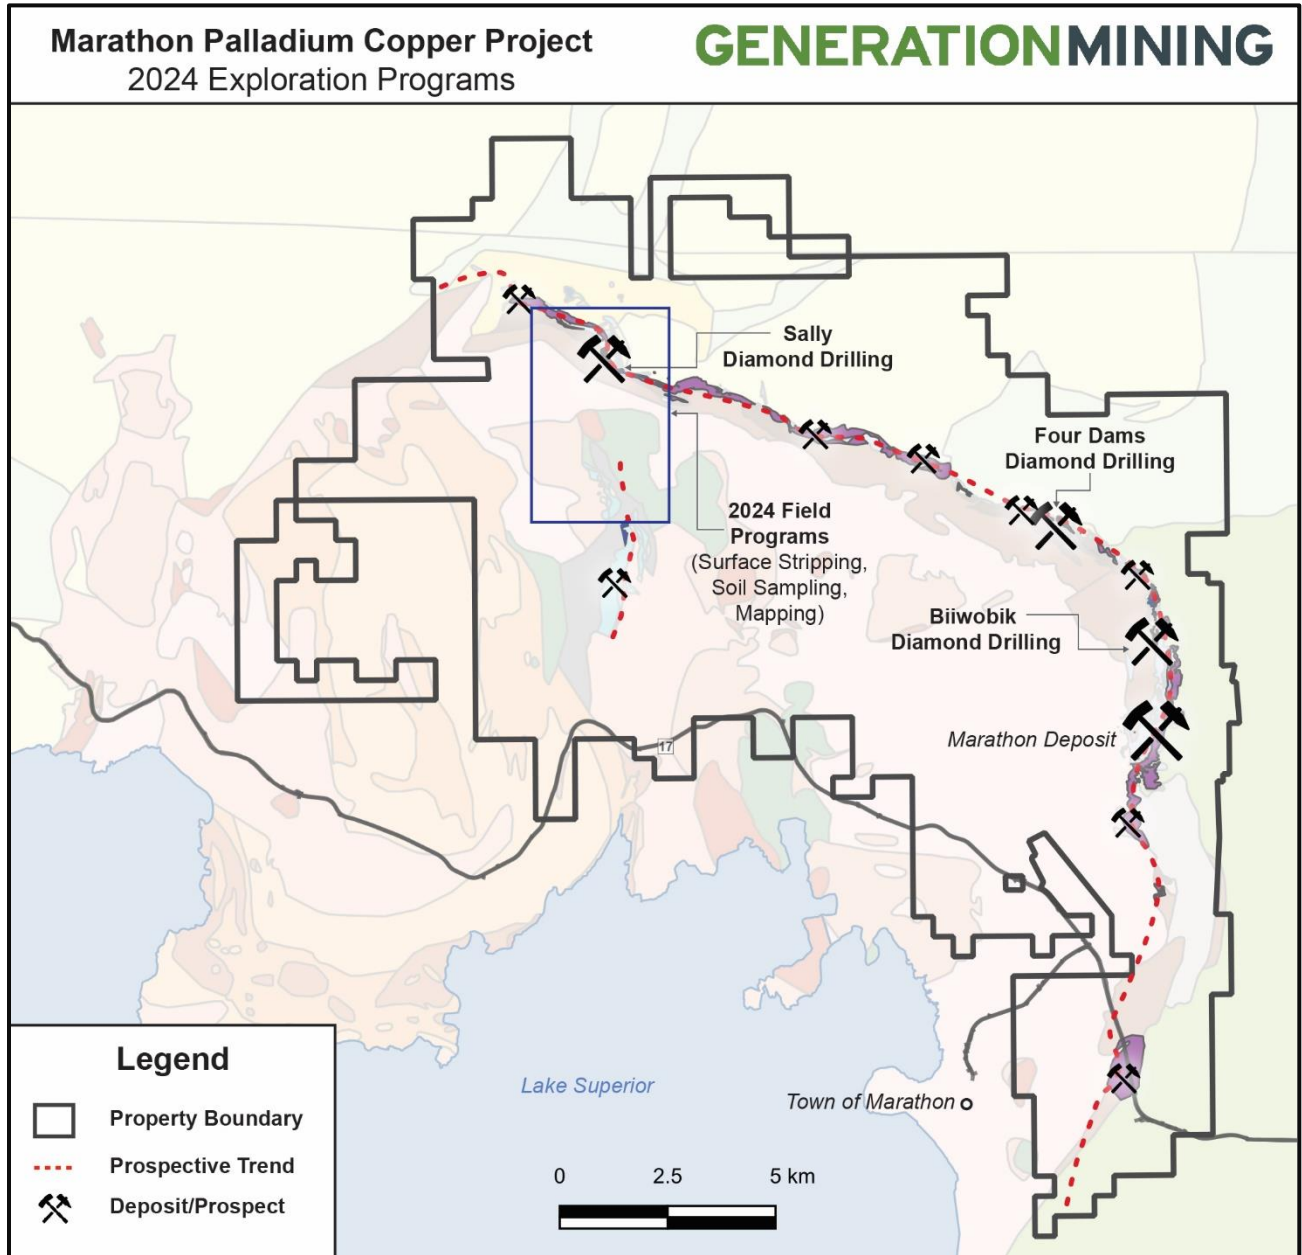 Marathon Palladium Copper Project
2024 Exploration Programs
GENERATIONMINING
Sally
Diamond Drilling
Four Dams
Diamond Drilling
2024 Field
Programs
(Surface Stripping,
Soil Sampling,
Mapping)
Biiwobik
Diamond Drilling
Marathon Deposit
17
Legend
Property Boundary
Prospective Trend
Deposit/Prospect
Lake Superior
Town of Marathon
0 2.5 5 km